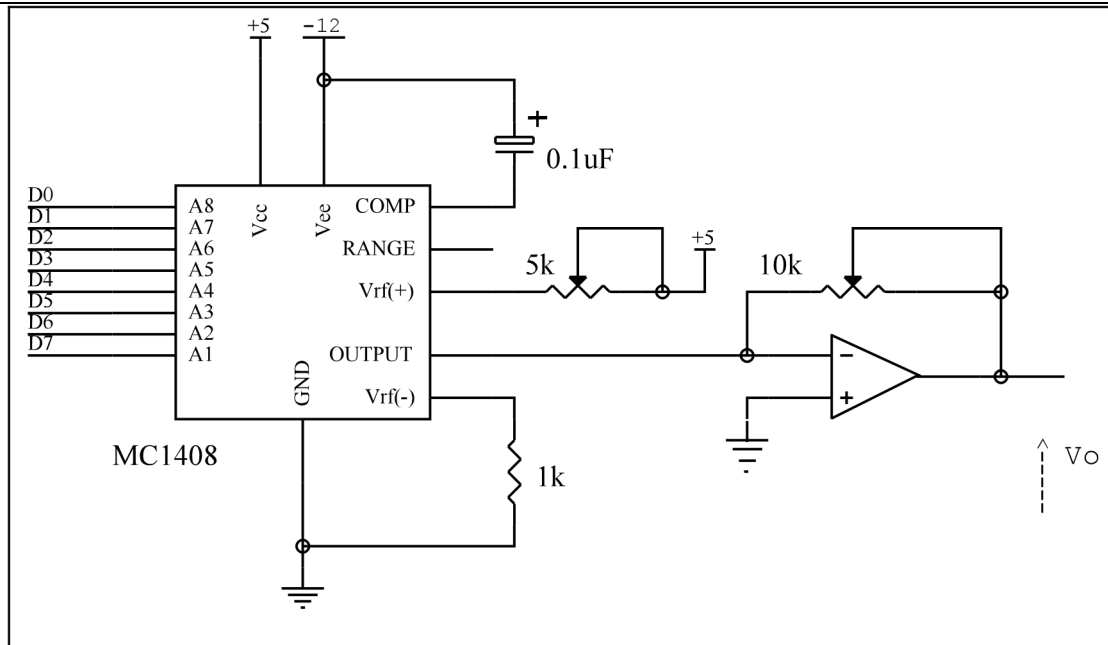 +5
-12
+
0.1uF
D0
D1
D2
D3
D4
D5
D6
D7
A8
A7
A6
A5
A4
A3
A2
A1
Vcc
Vee
GND
COMP
RANGE
Vrf(+)
OUTPUT
Vrf(-)
MC1408
5k
+5
10k
−
+
1k
Vo